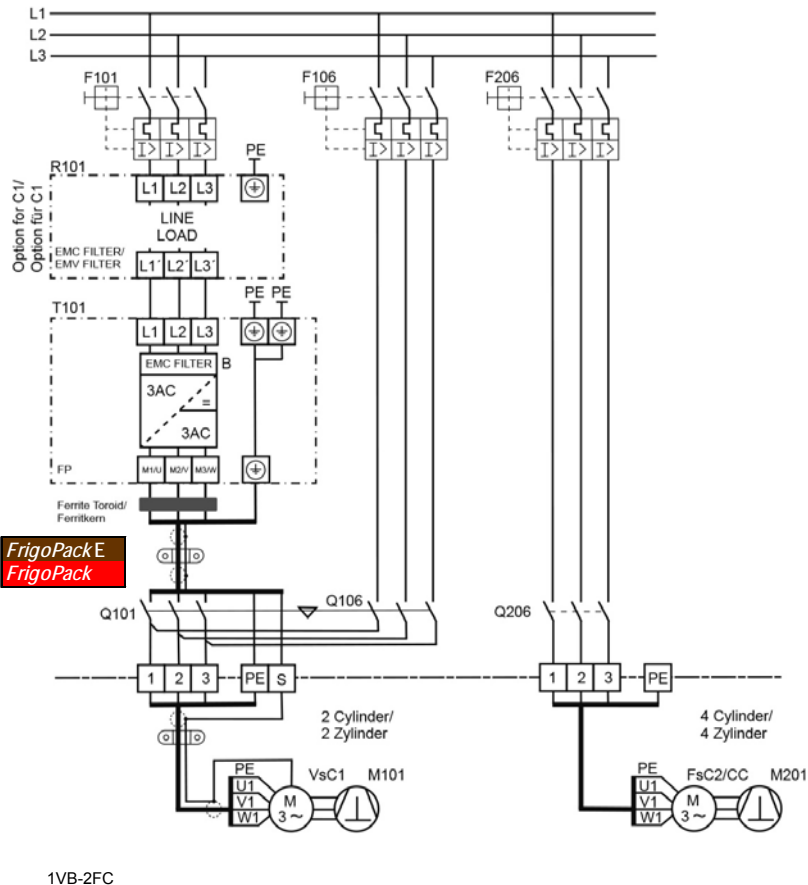 L1
L2
L3
F101
F106
F206
I> I> I>
I> I> I>
I> I> I>
PE
R101
L1 L2 L3
Option for C1/
Option für C1
LINE
LOAD
EMC FILTER/
EMV FILTER
L1´ L2´ L3´
PE PE
T101
L1 L2 L3
EMC FILTER B
3AC
=
3AC
FP
M1/U M2/V M3/W
Ferrite Toroid/
Ferritkern
FrigoPack E
FrigoPack
Q101
Q106
Q206
1 2 3 PE S
1 2 3 PE
2 Cylinder/
2 Zylinder
4 Cylinder/
4 Zylinder
PE
U1
V1
W1
M
3 ~
VsC1 M101
PE
U1
V1
W1
M
3 ~
FsC2/CC M201
1VB-2FC